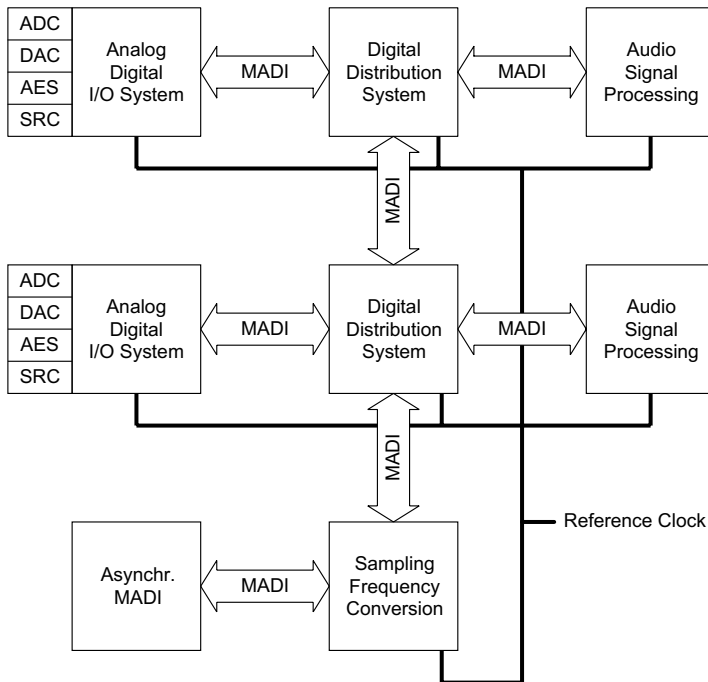 ADC
DAC
AES
SRC
Analog
Digital
I/O System
MADI
Digital
Distribution
System
MADI
Audio
Signal
Processing
MADI
ADC
DAC
AES
SRC
Analog
Digital
I/O System
MADI
Digital
Distribution
System
MADI
Audio
Signal
Processing
MADI
Reference Clock
Asynchr.
MADI
MADI
Sampling
Frequency
Conversion